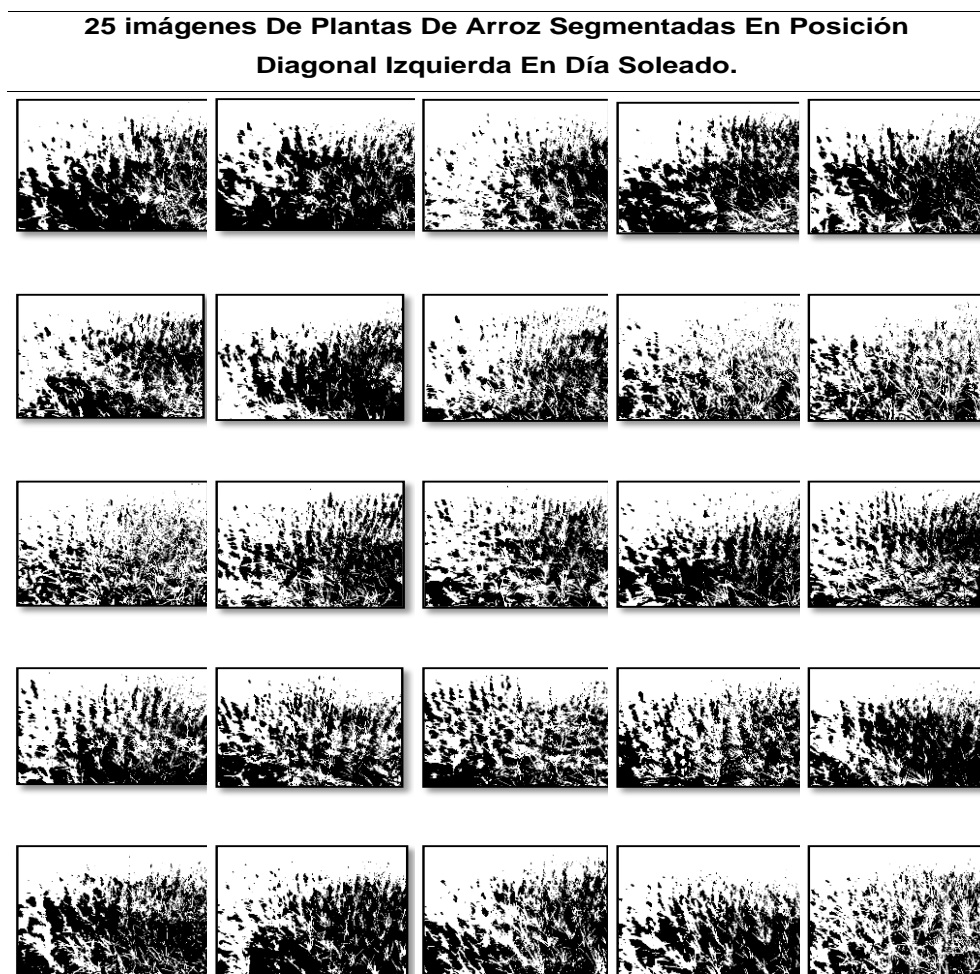 25 imágenes De Plantas De Arroz Segmentadas En Posición
Diagonal Izquierda En Día Soleado.